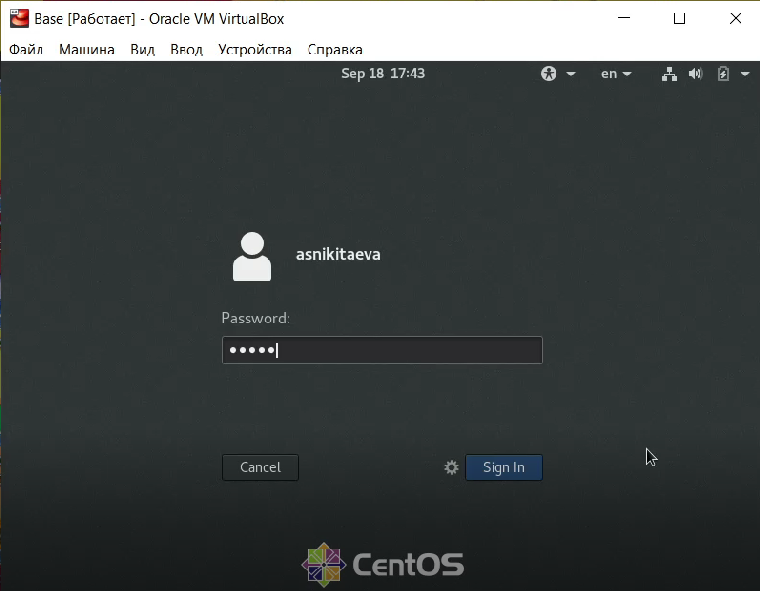 Base [Работает] - Oracle VM VirtualBox
Файл Машина Вид Ввод Устройства Справка
Sep 18 17:43 en
asnikitaeva
Password:
●●●●●
Cancel Sign In
CentOS